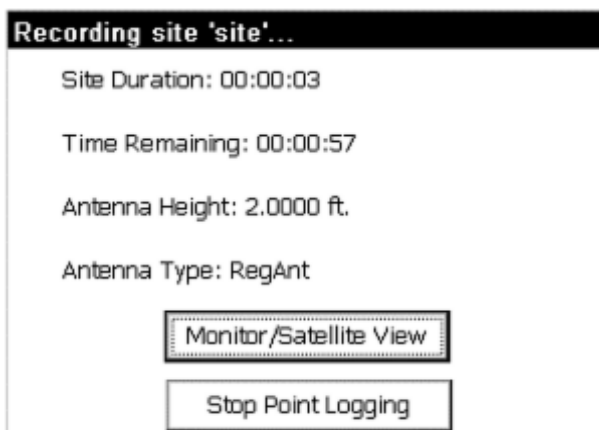 Recording site 'site'...
Site Duration: 00:00:03
Time Remaining: 00:00:57
Antenna Height: 2.0000 ft.
Antenna Type: RegAnt
Monitor/Satellite View
Stop Point Logging